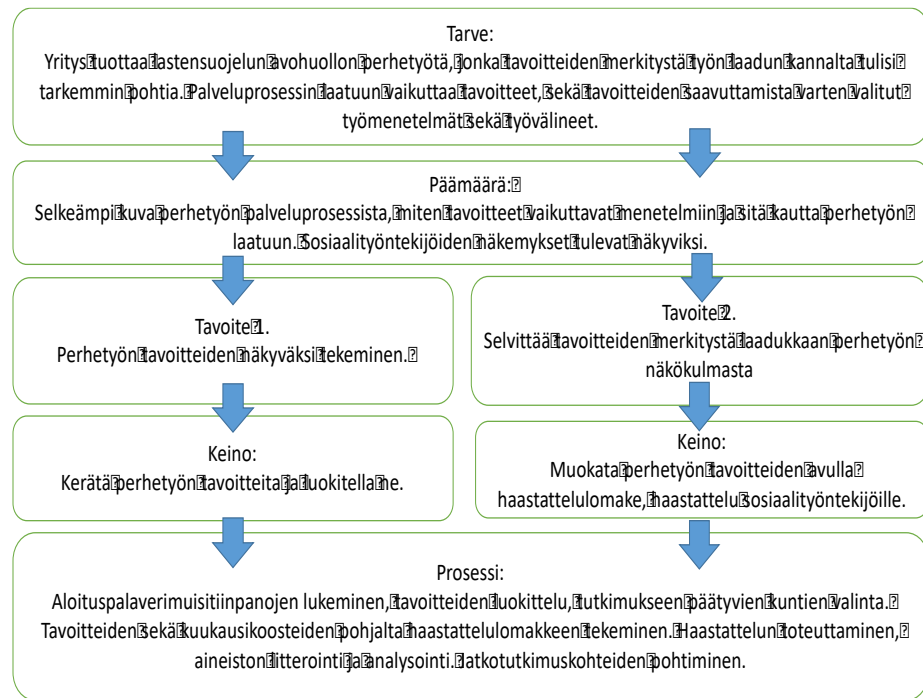 Tarve:
Yritys tuottaa lastensuojelun avohuollon perhetyötä, jonka tavoitteiden merkitystä työn laadun kannalta tulisi
tarkemmin pohtia. Palveluprosessin laatuun vaikuttaa tavoitteet, sekä tavoitteiden saavuttamista varten valitut
työmenetelmät sekä työvälineet.
Päämäärä:
Selkeämpi kuva perhetyön palveluprosessista, miten tavoitteet vaikuttavat menetelmiin ja sitä kautta perhetyön
laatuun. Sosiaalityöntekijöiden näkemykset tulevat näkyviksi.
Tavoite 1.
Perhetyön tavoitteiden näkyväksi tekeminen.
Tavoite 2.
Selvittää tavoitteiden merkitystä laadukkaan perhetyön
näkökulmasta
Keino:
Kerätä perhetyön tavoitteita ja luokitella ne.
Keino:
Muokata perhetyön tavoitteiden avulla
haastattelulomake, haastattelu sosiaalityöntekijöille.
Prosessi:
Aloituspalaverimuisitiinpanojen lukeminen, tavoitteiden luokittelu, tutkimukseen päätyvien kuntien valinta.
Tavoitteiden sekä kuukausikoosteiden pohjalta haastattelulomakkeen tekeminen. Haastattelun toteuttaminen,
aineiston litterointi ja analysointi. Jatkotutkimuskohteiden pohtiminen.